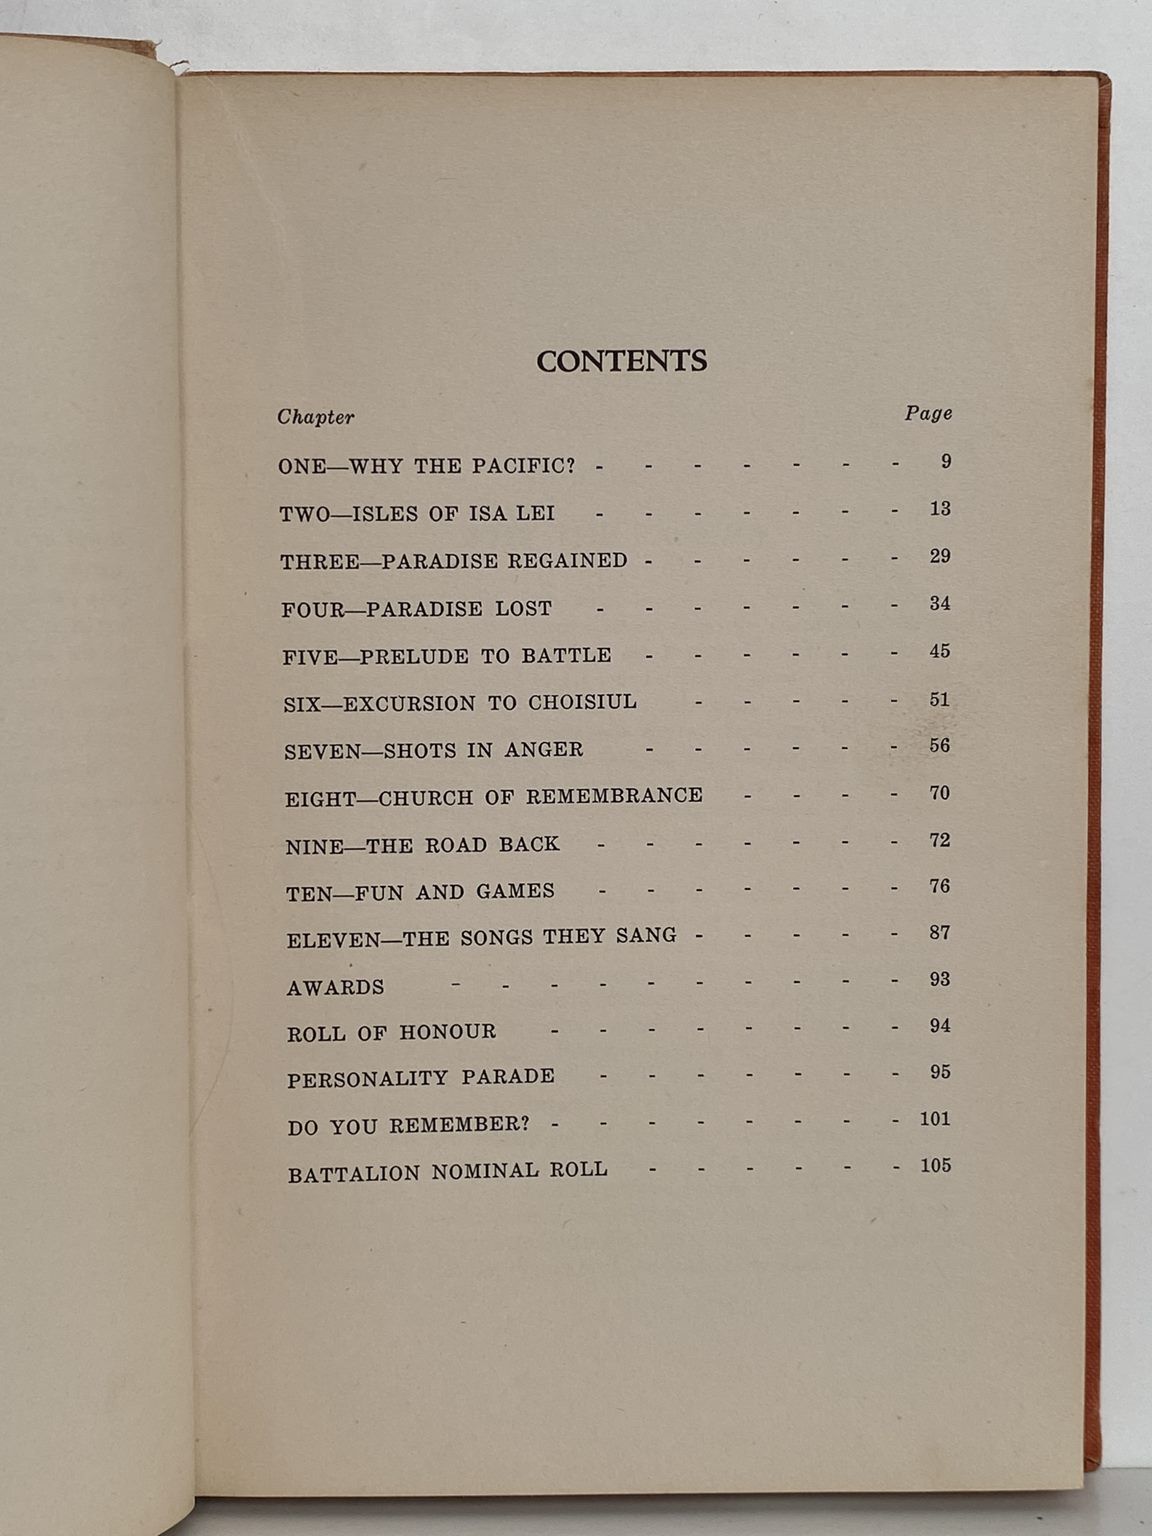 CONTENTS
Chapter Page
ONE—WHY THE PACIFIC? - - - - - - - 9
TWO—ISLES OF ISA LEI - - - - - - - 13
THREE—PARADISE REGAINED - - - - - - 29
FOUR—PARADISE LOST - - - - - - - 34
FIVE—PRELUDE TO BATTLE - - - - - - 45
SIX—EXCURSION TO CHOISIUL - - - - - 51
SEVEN—SHOTS IN ANGER - - - - - - 56
EIGHT—CHURCH OF REMEMBRANCE - - - - 70
NINE—THE ROAD BACK - - - - - - - 72
TEN—FUN AND GAMES - - - - - - - 76
ELEVEN—THE SONGS THEY SANG - - - - - 87
AWARDS - - - - - - - - - - 93
ROLL OF HONOUR - - - - - - - - 94
PERSONALITY PARADE - - - - - - - 95
DO YOU REMEMBER? - - - - - - - - 101
BATTALION NOMINAL ROLL - - - - - - 105